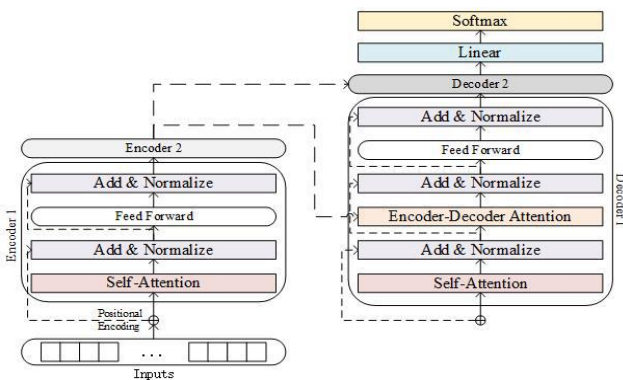 Softmax
Linear
Decoder 2
Add & Normalize
Feed Forward
Add & Normalize
Encoder-Decoder Attention
Add & Normalize
Self-Attention
Decoder 1
Encoder 2
Add & Normalize
Feed Forward
Add & Normalize
Self-Attention
Encoder 1
Positional
Encoding
...
Inputs